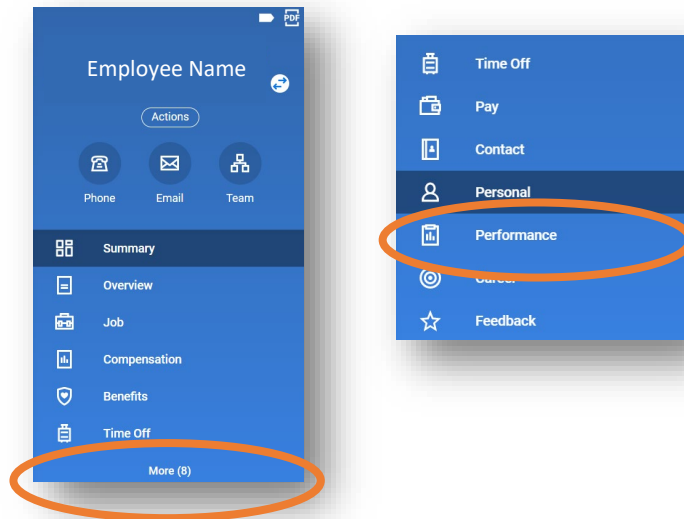 PDF
Employee Name
Actions
Phone Email Team
Summary
Overview
Job
Compensation
Benefits
Time Off
More (8)
Time Off
Pay
Contact
Personal
Performance
Career
Feedback